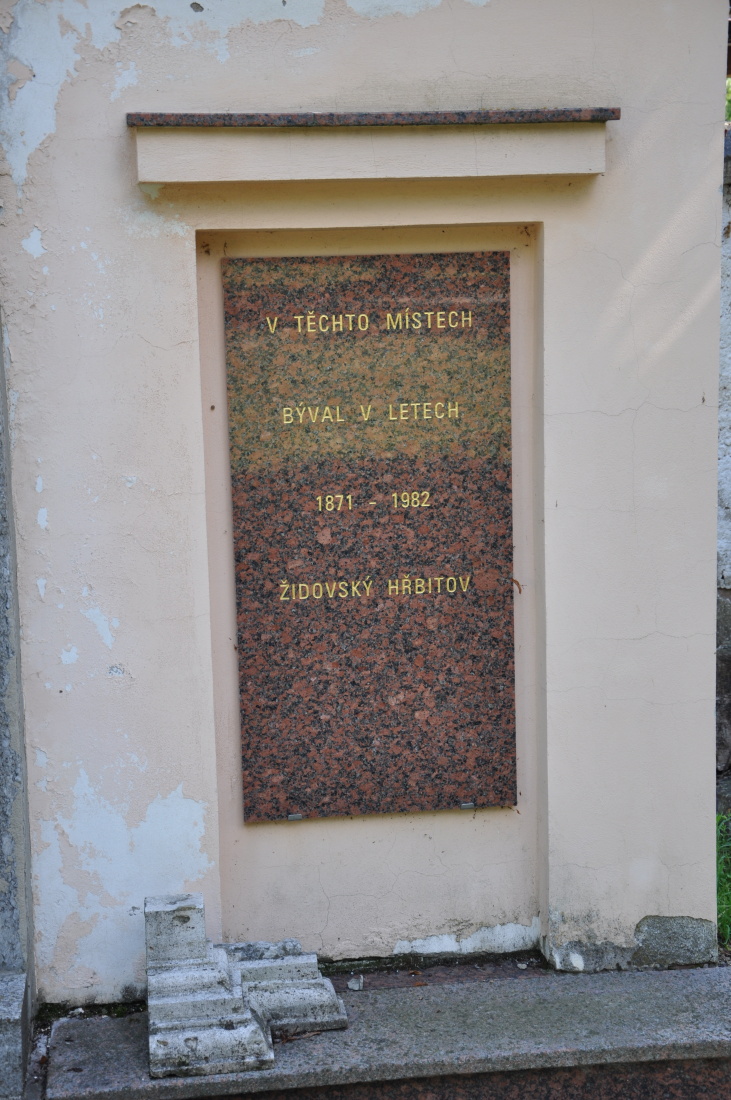 V TĚCHTO MÍSTECH
BÝVAL V LETECH
1871 - 1982
ŽIDOVSKÝ HŘBITOV